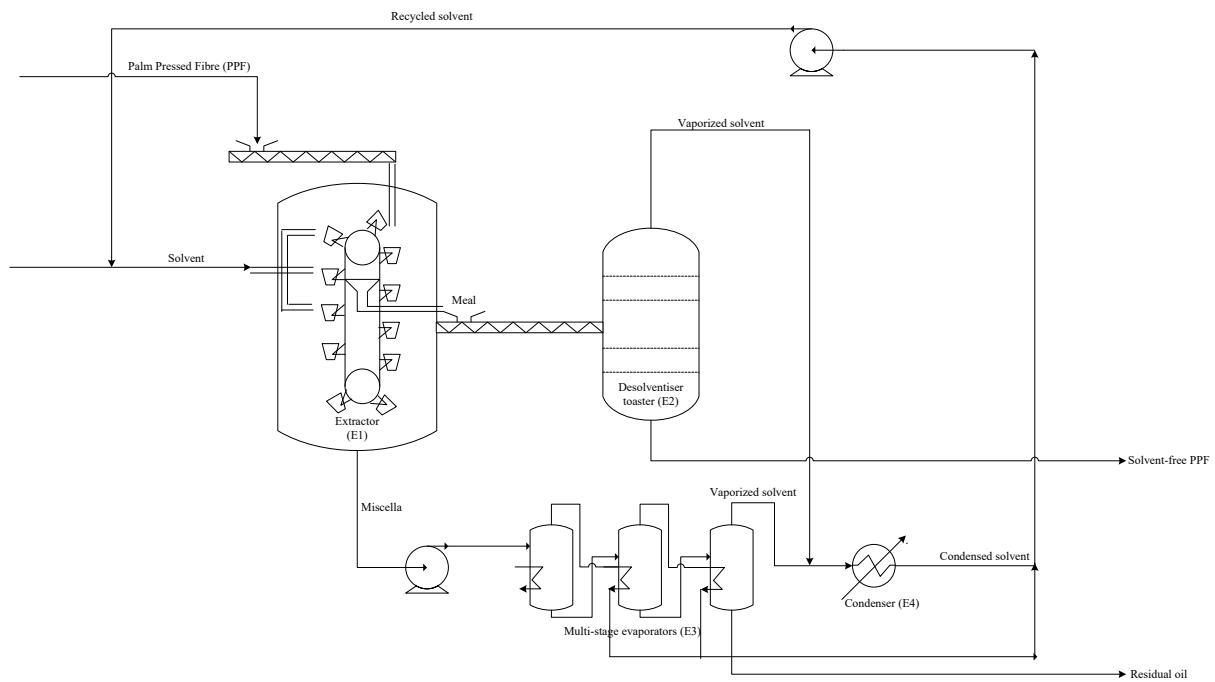 Recycled solvent
Palm Pressed Fibre (PPF)
Vaporized solvent
Solvent
Meal
Desolventiser
toaster (E2)
Extractor
(E1)
Solvent-free PPF
Vaporized solvent
Miscella
Condensed solvent
Condenser (E4)
Multi-stage evaporators (E3)
Residual oil